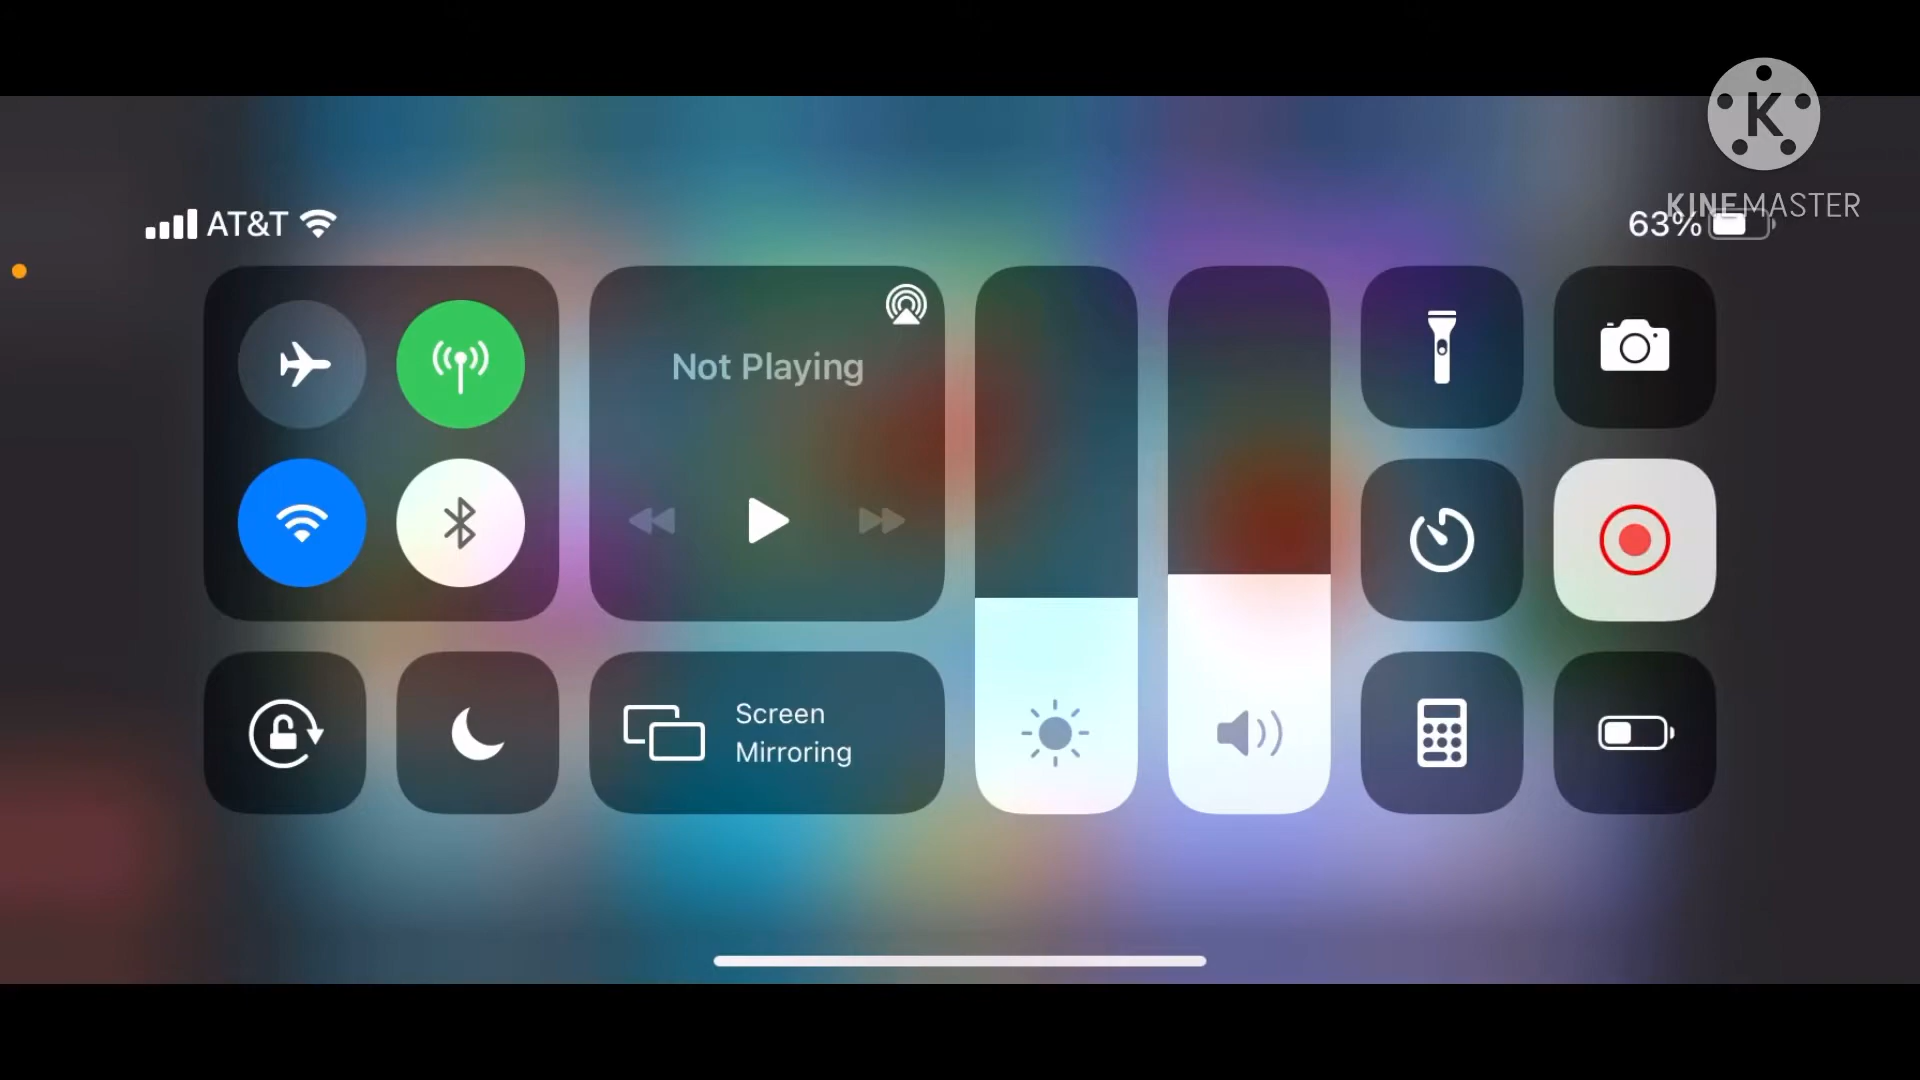 K
KINEMASTER
AT&T
63%
Not Playing
Screen
Mirroring